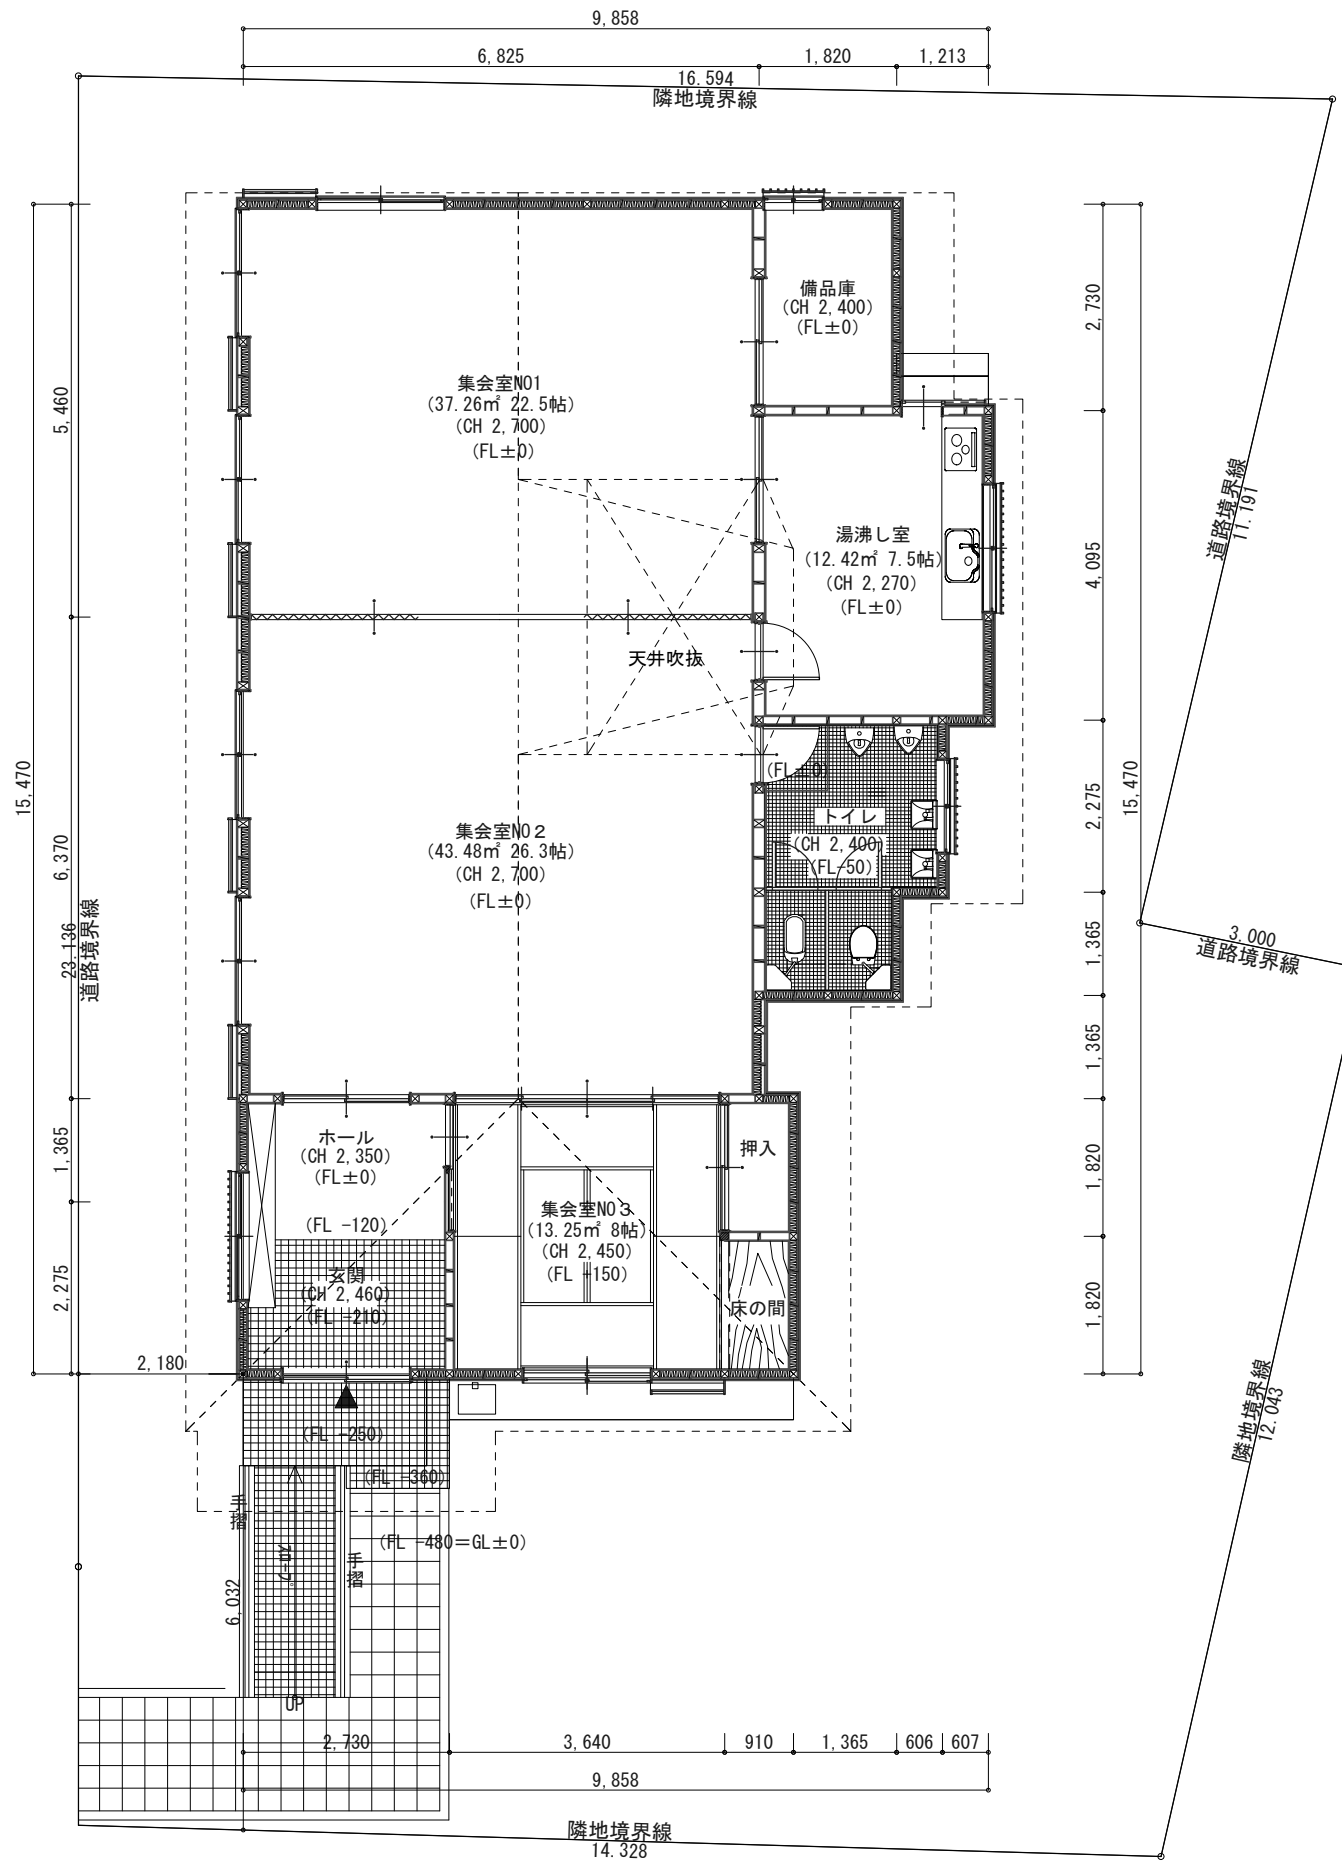 9,858
6,825
1,820
1,213
16.594
隣地境界線
備品庫
(CH 2,400)
(FL±0)
2,730
集会室NO1
(37.26㎡ 22.5帖)
(CH 2,700)
(FL±0)
5,460
道路境界線
11.191
湯沸し室
(12.42㎡ 7.5帖)
(CH 2,270)
(FL±0)
4,095
天井吹抜
15,470
15,470
(FL±0)
トイレ
(CH 2,400)
(FL-50)
2,275
集会室NO２
(43.48㎡ 26.3帖)
(CH 2,700)
(FL±0)
6,370
23.136
道路境界線
3.000
道路境界線
1,365
1,365
ホール
(CH 2,350)
(FL±0)
押入
1,365
1,820
集会室NO３
(13.25㎡ 8帖)
(CH 2,450)
(FL +150)
(FL -120)
玄関
(CH 2,460)
(FL -210)
床の間
2,275
1,820
2,180
隣地境界線
12.043
(FL -250)
(FL -360)
手摺
(FL -480=GL±0)
スロープ
手摺
6,032
UP
2,730
3,640
910
1,365
606
607
9,858
隣地境界線
14.328